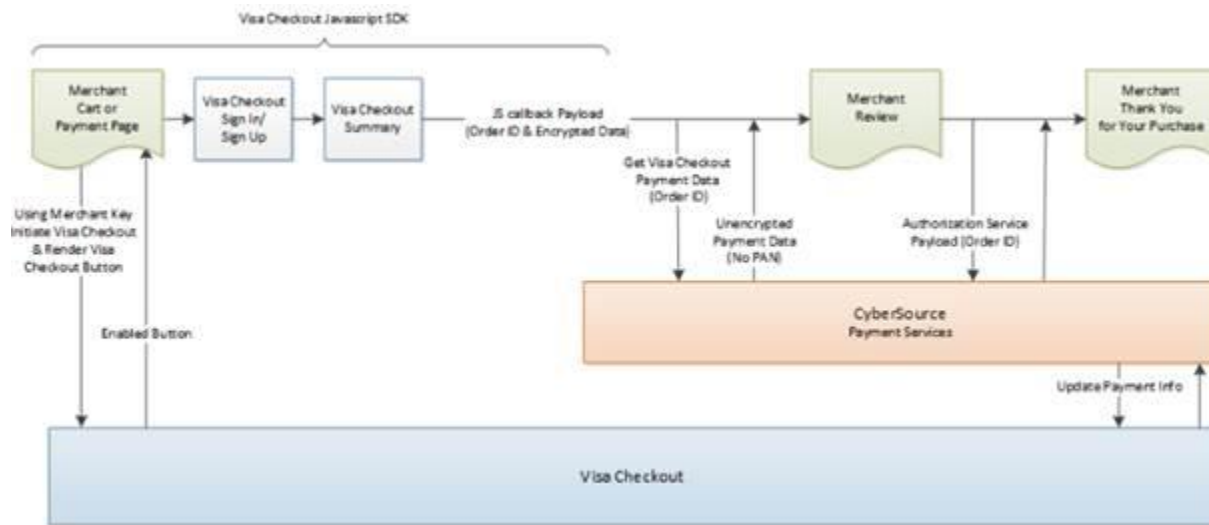 Visa Checkout Javascript SDK
Merchant
Cart or
Payment Page
Visa Checkout
Sign In/
Sign Up
Visa Checkout
Summary
JS callback Payload
(Order ID & Encrypted Data)
Merchant
Review
Merchant
Thank You
for Your Purchase
Get Visa Checkout
Payment Data
(Order ID)
Using Merchant Key
Initiate Visa Checkout
& Render Visa
Checkout Button
Unencrypted
Payment Data
(No PAN)
Authorization Service
Payload (Order ID)
CyberSource
Payment Services
Enabled Button
Update Payment Info
Visa Checkout